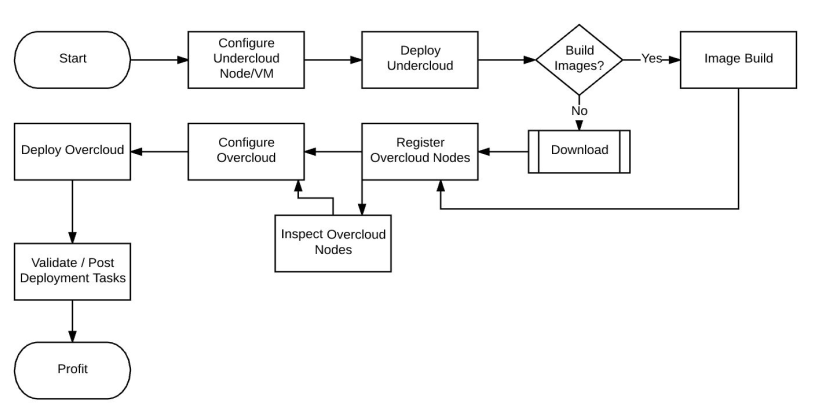 Start
Configure
Undercloud
Node/VM
Deploy
Undercloud
Build
Images?
Yes
Image Build
No
Deploy Overcloud
Configure
Overcloud
Register
Overcloud Nodes
Download
Inspect Overcloud
Nodes
Validate / Post
Deployment Tasks
Profit